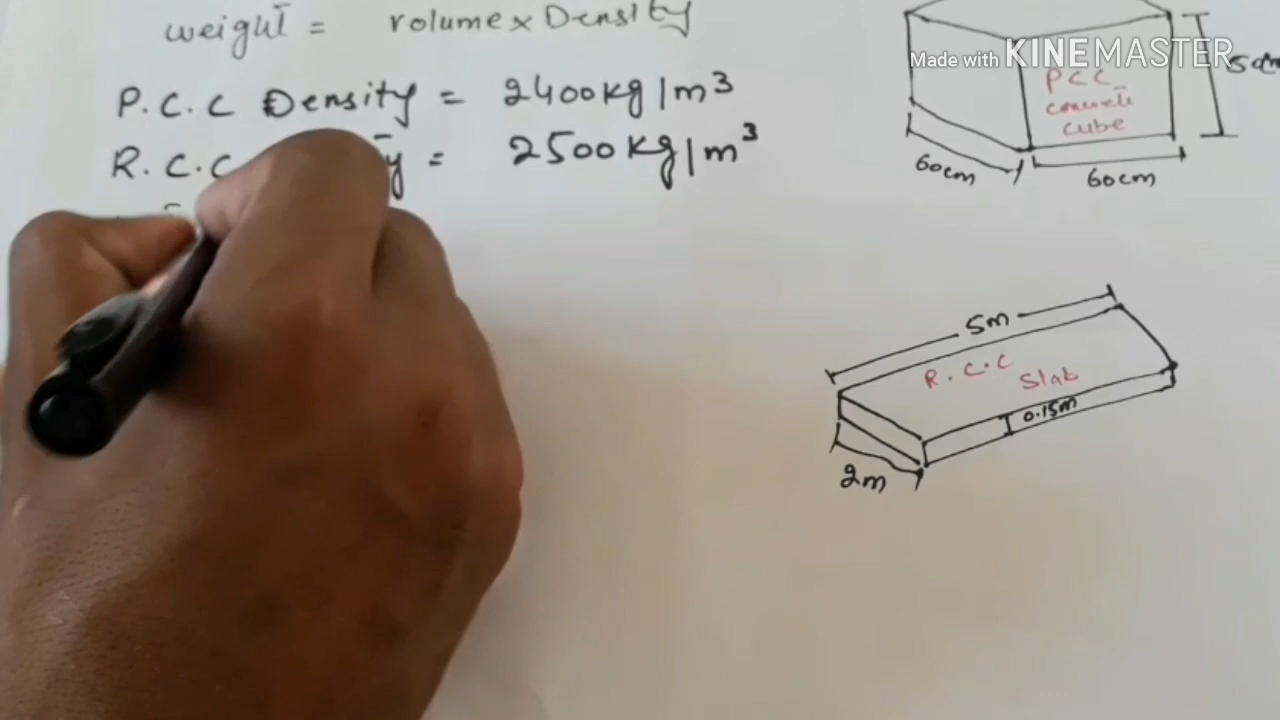 weight = volume × Density
P.C.C Density = 2400kg/m³
R.C.C = 2500kg/m³
Made with KINEMASTER
P.C.C
concrete
cube
60cm
60cm
5m
R.C.C
Slab
0.15m
2m